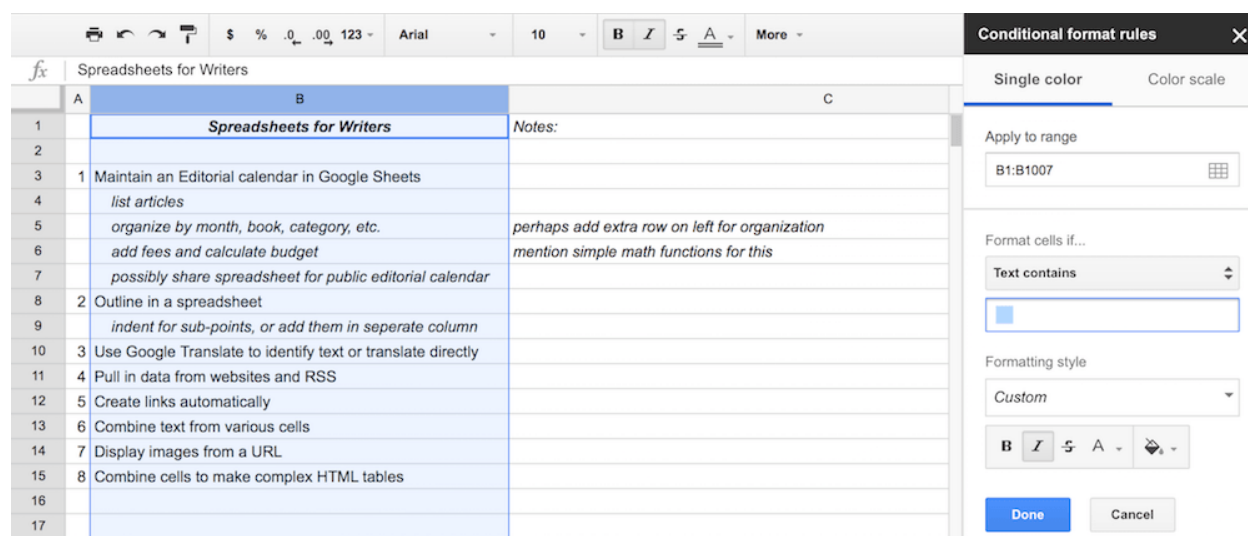 $ % .0 .00 123 Arial 10 B I S A More
fx Spreadsheets for Writers
A B C
1 Spreadsheets for Writers Notes:
2
3 1 Maintain an Editorial calendar in Google Sheets
4 list articles
5 organize by month, book, category, etc. perhaps add extra row on left for organization
6 add fees and calculate budget mention simple math functions for this
7 possibly share spreadsheet for public editorial calendar
8 2 Outline in a spreadsheet
9 indent for sub-points, or add them in seperate column
10 3 Use Google Translate to identify text or translate directly
11 4 Pull in data from websites and RSS
12 5 Create links automatically
13 6 Combine text from various cells
14 7 Display images from a URL
15 8 Combine cells to make complex HTML tables
16
17
Conditional format rules
Single color Color scale
Apply to range
B1:B1007
Format cells if...
Text contains
Formatting style
Custom
B I S A
Done Cancel